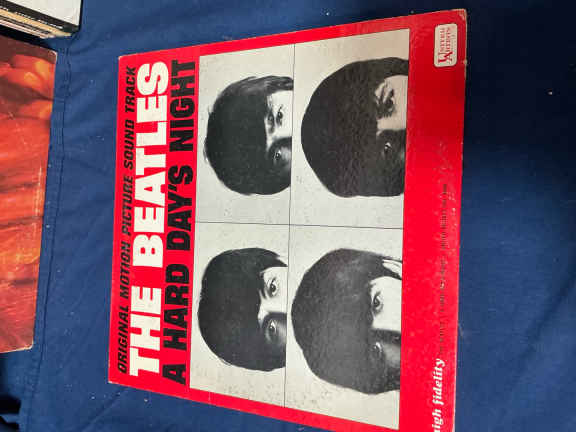 ORIGINAL MOTION PICTURE SOUND TRACK
THE BEATLES
A HARD DAY'S NIGHT
UNITED
ARTISTS
high fidelity